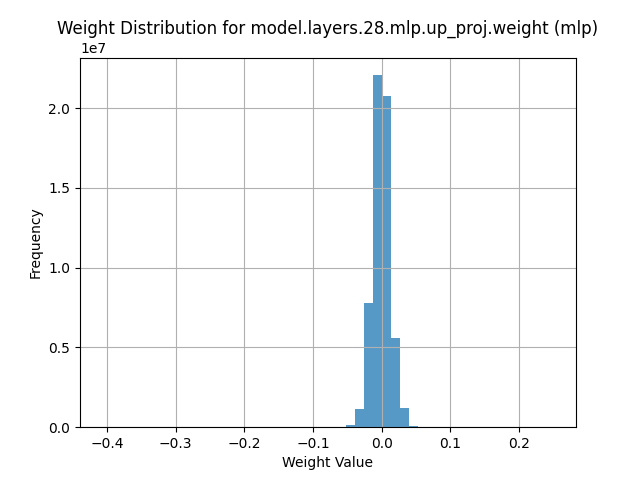 Weight Distribution for model.layers.28.mlp.up_proj.weight (mlp)
1e7
2.0
1.5
1.0
0.5
0.0
Frequency
−0.4 −0.3 −0.2 −0.1 0.0 0.1 0.2
Weight Value